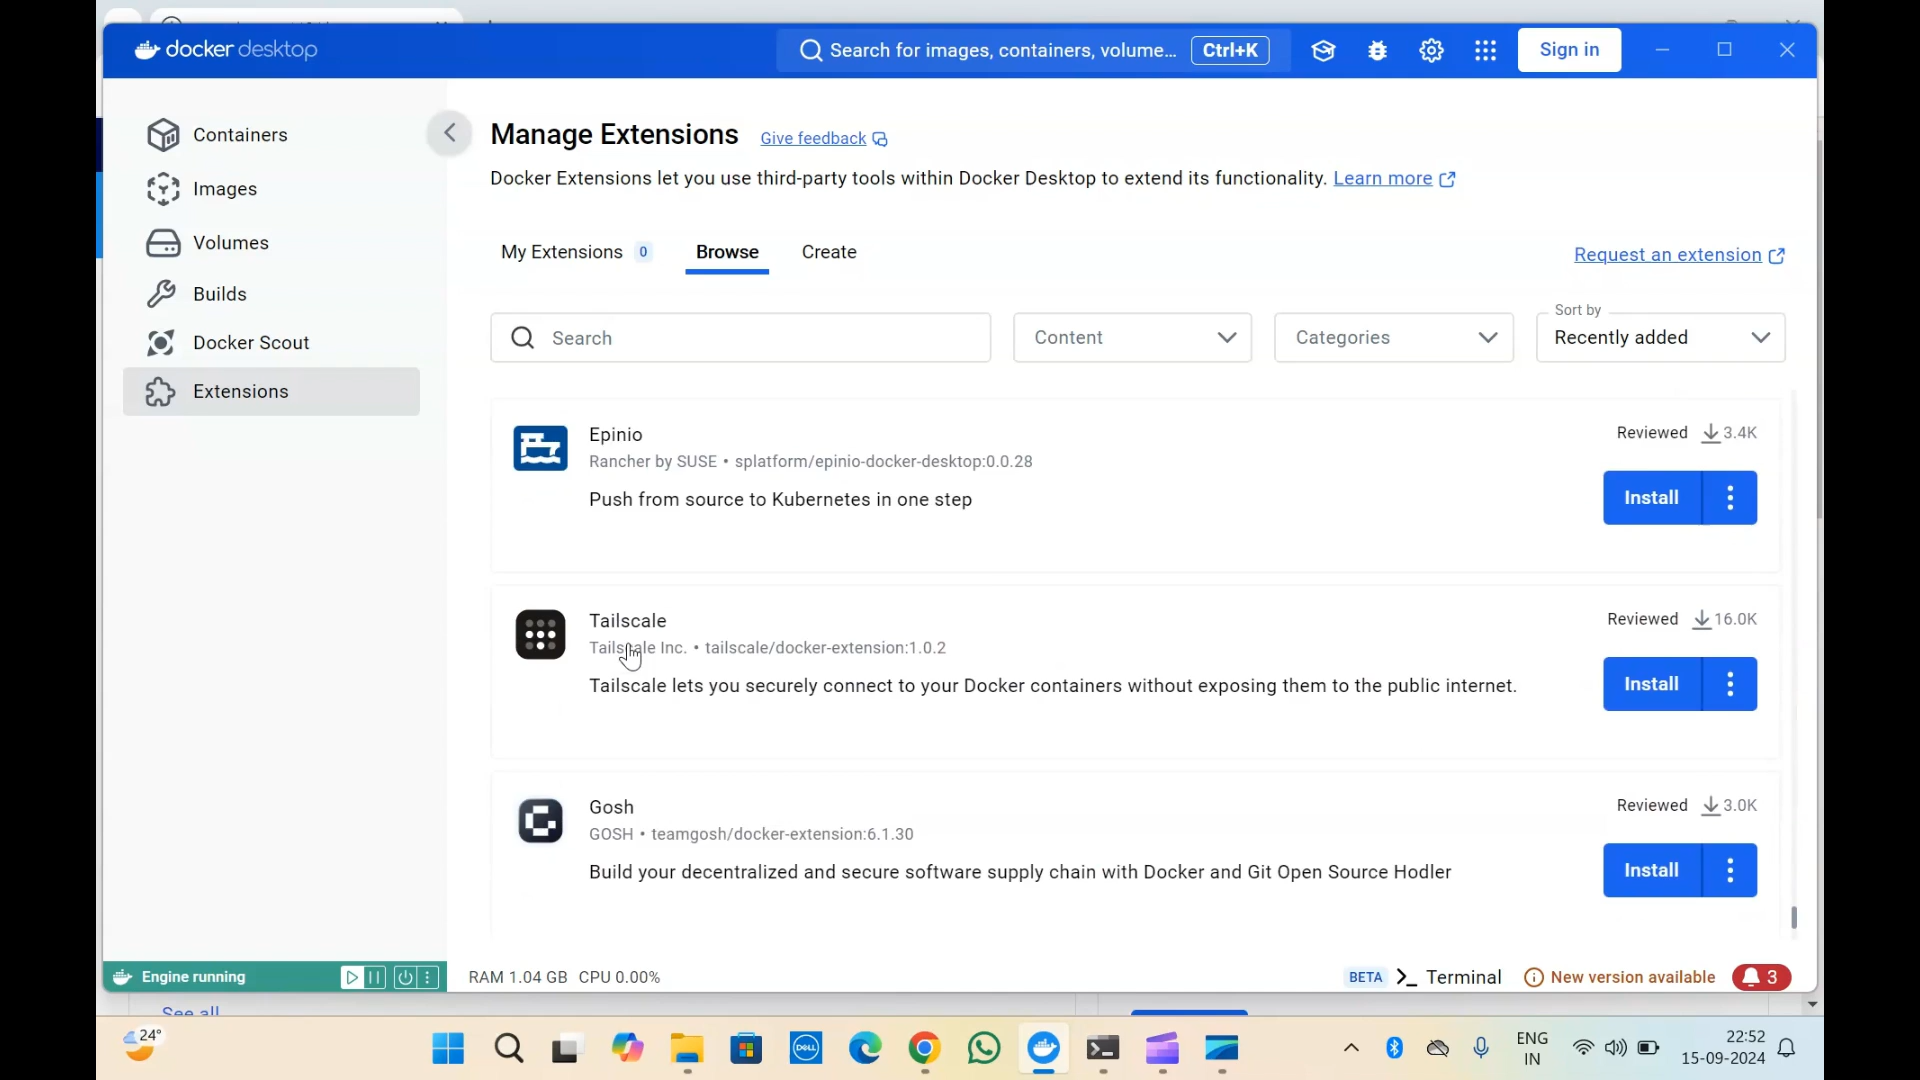 docker desktop
Search for images, containers, volume... Ctrl+K
Sign in
Containers
Images
Volumes
Builds
Docker Scout
Extensions
Manage Extensions Give feedback
Docker Extensions let you use third-party tools within Docker Desktop to extend its functionality. Learn more
My Extensions 0 Browse Create
Request an extension
Search
Content
Categories
Sort by
Recently added
Epinio
Rancher by SUSE • splatform/epinio-docker-desktop:0.0.28
Push from source to Kubernetes in one step
Reviewed 3.4K
Install
Tailscale
Tailscale Inc. • tailscale/docker-extension:1.0.2
Tailscale lets you securely connect to your Docker containers without exposing them to the public internet.
Reviewed 16.0K
Install
Gosh
GOSH • teamgosh/docker-extension:6.1.30
Build your decentralized and secure software supply chain with Docker and Git Open Source Hodler
Reviewed 3.0K
Install
Engine running
RAM 1.04 GB CPU 0.00%
BETA >_ Terminal
New version available
3
See all
24°
DELL
ENG
IN
22:52
15-09-2024